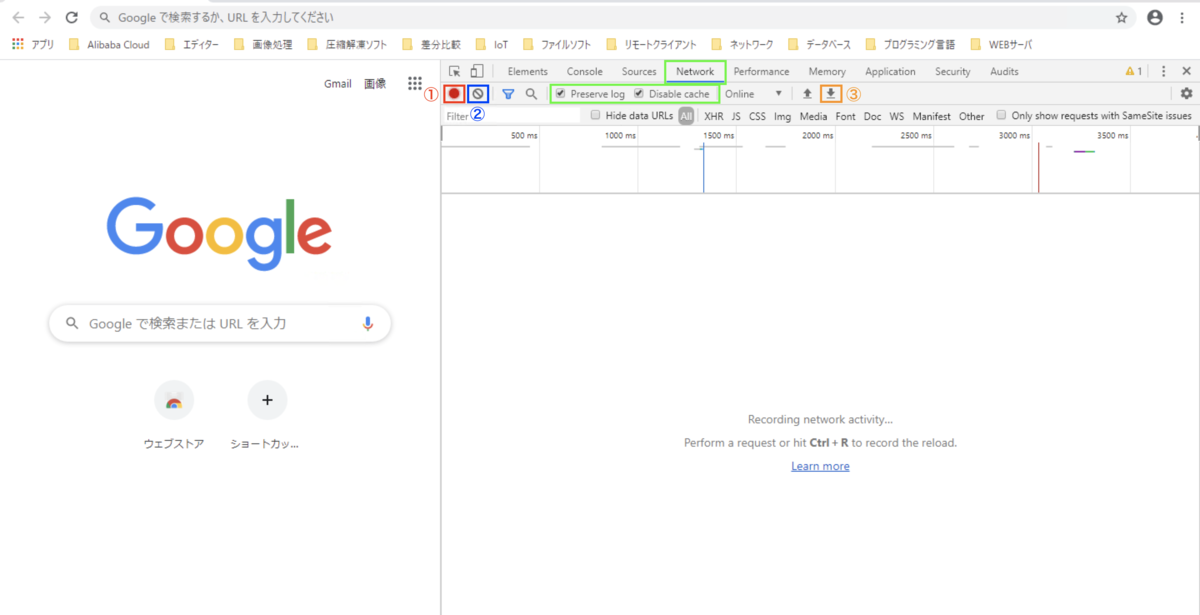 Google で検索するか、URL を入力してください
アプリ Alibaba Cloud エディター 画像処理 圧縮解凍ソフト 差分比較 IoT ファイルソフト リモートクライアント ネットワーク データベース プログラミング言語 WEBサーバ
Gmail 画像
Elements Console Sources Network Performance Memory Application Security Audits 1
① Preserve log Disable cache Online ③
Filter ② Hide data URLs All XHR JS CSS Img Media Font Doc WS Manifest Other Only show requests with SameSite issues
500 ms 1000 ms 1500 ms 2000 ms 2500 ms 3000 ms 3500 ms
Google
Google で検索または URL を入力
ウェブストア ショートカッ...
Recording network activity...
Perform a request or hit Ctrl + R to record the reload.
Learn more